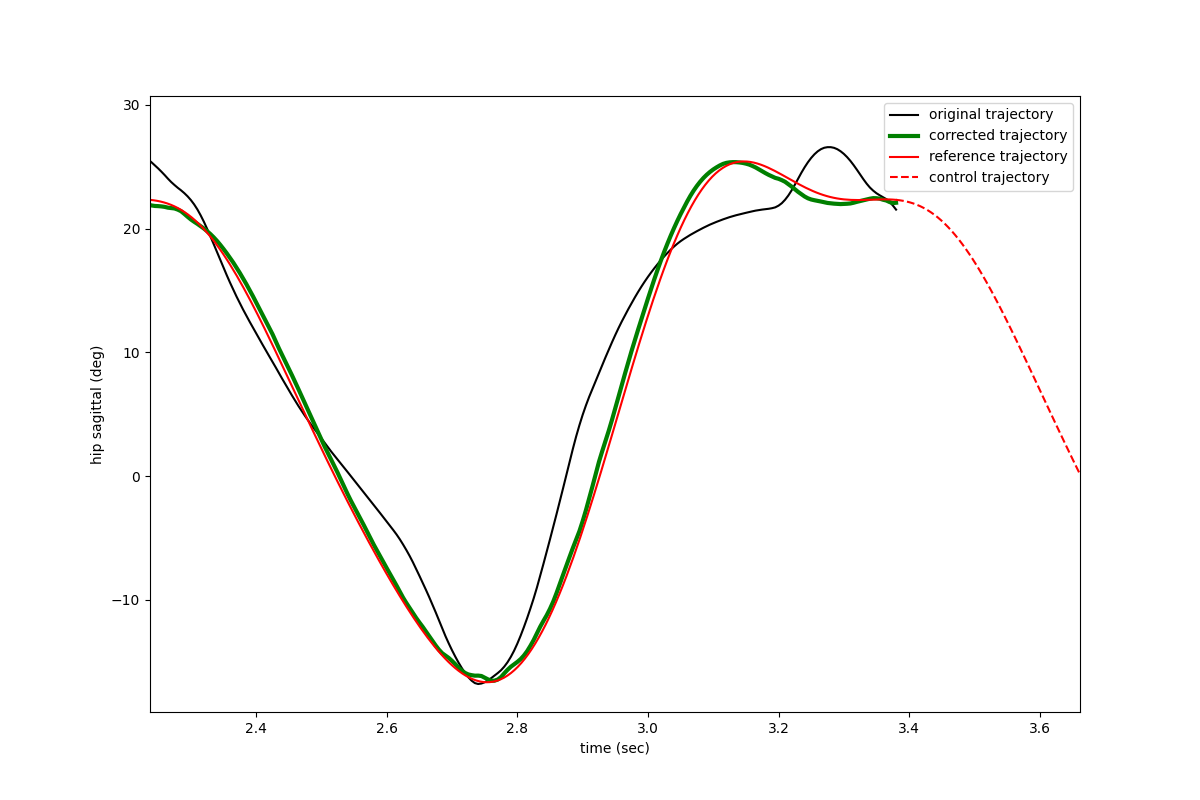 30
20
10
0
−10
hip sagittal (deg)
original trajectory
corrected trajectory
reference trajectory
control trajectory
2.4 2.6 2.8 3.0 3.2 3.4 3.6
time (sec)